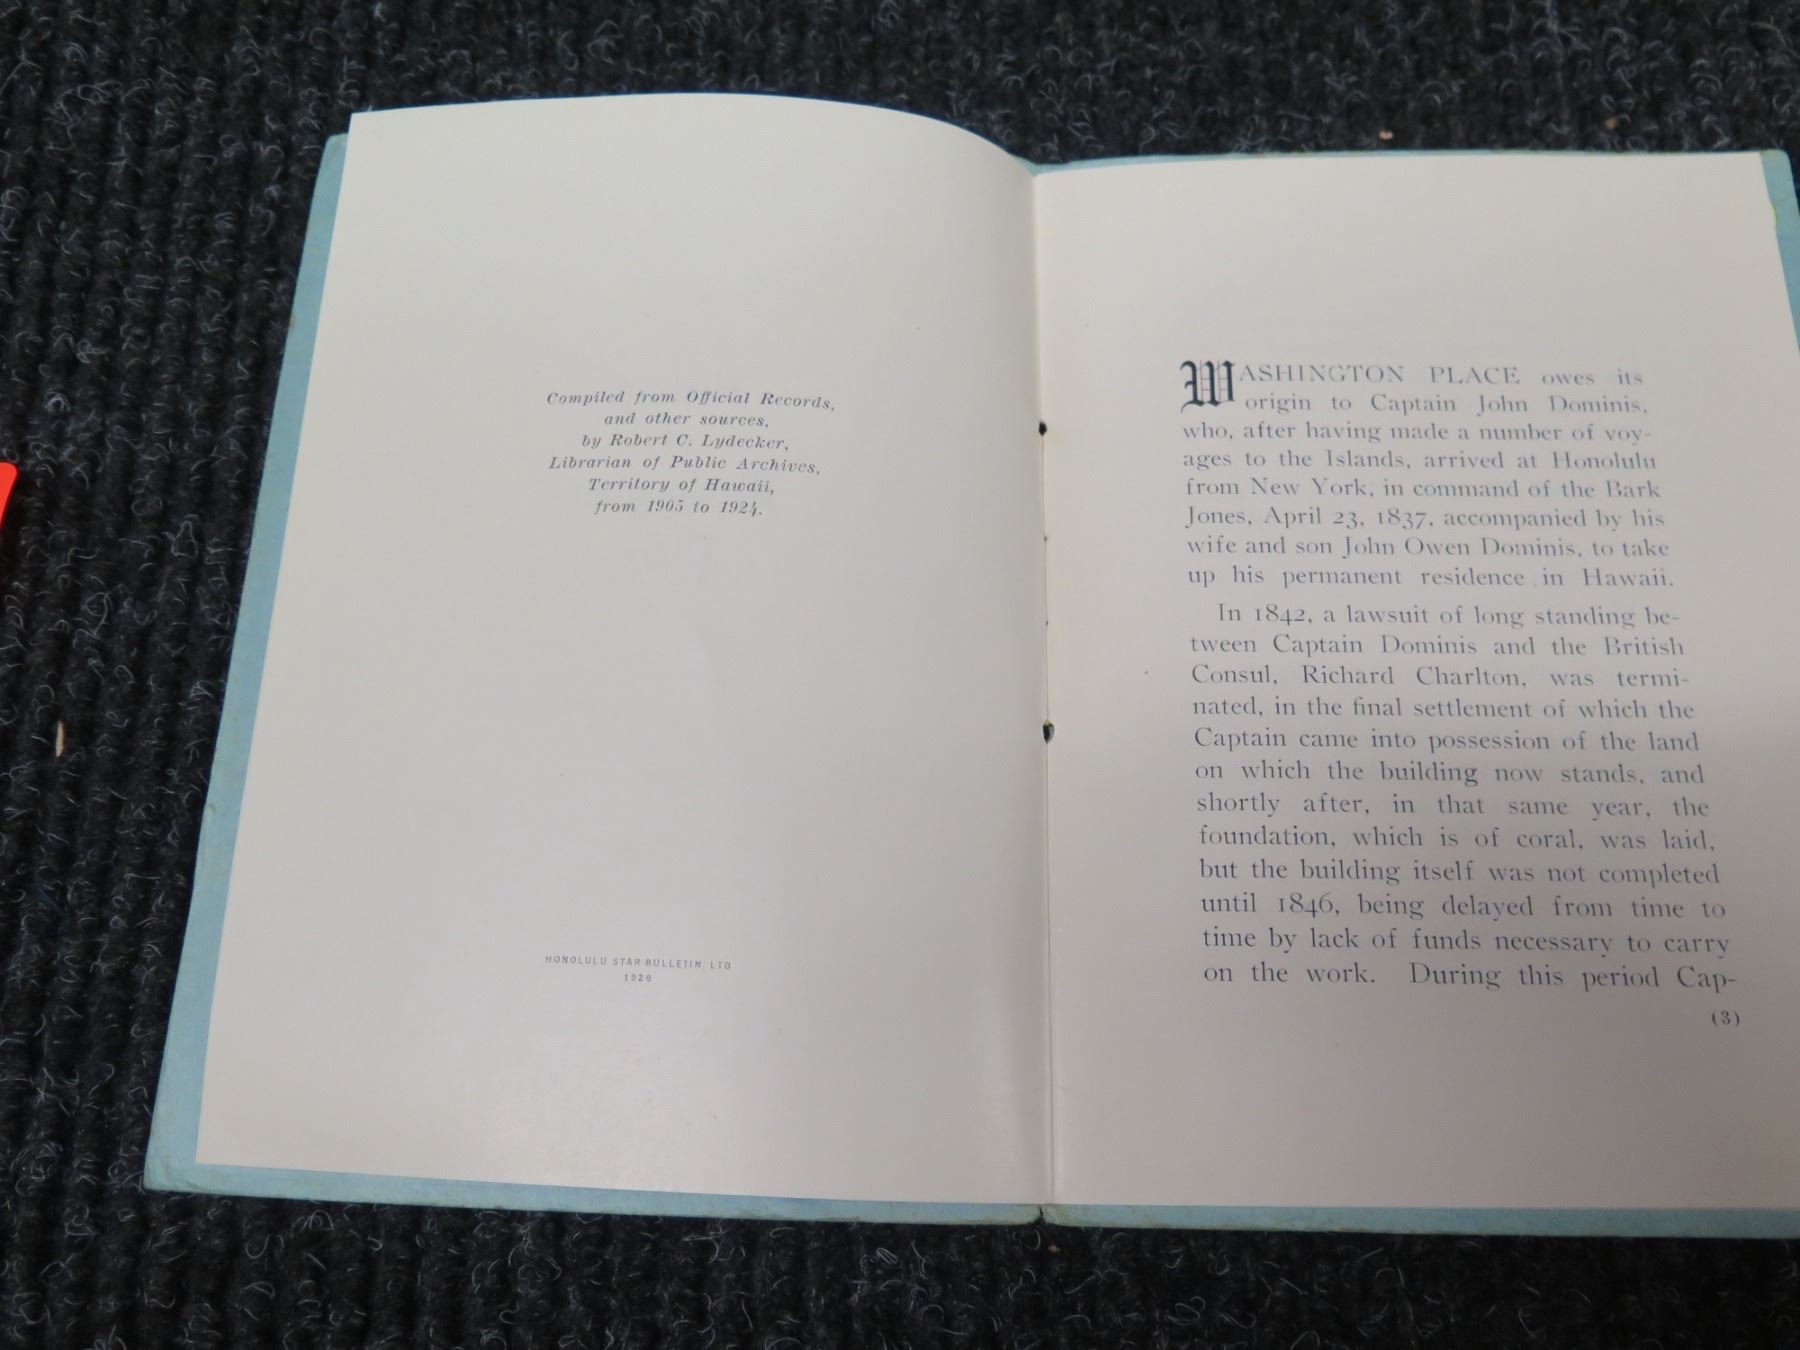 Compiled from Official Records,
and other sources,
by Robert C. Lydecker,
Librarian of Public Archives,
Territory of Hawaii,
from 1905 to 1924.
HONOLULU STAR BULLETIN, LTD
1926
WASHINGTON PLACE owes its
origin to Captain John Dominis,
who, after having made a number of voy-
ages to the Islands, arrived at Honolulu
from New York, in command of the Bark
Jones, April 23, 1837, accompanied by his
wife and son John Owen Dominis, to take
up his permanent residence in Hawaii.
In 1842, a lawsuit of long standing be-
tween Captain Dominis and the British
Consul, Richard Charlton, was termi-
nated, in the final settlement of which the
Captain came into possession of the land
on which the building now stands, and
shortly after, in that same year, the
foundation, which is of coral, was laid,
but the building itself was not completed
until 1846, being delayed from time to
time by lack of funds necessary to carry
on the work. During this period Cap-
(3)